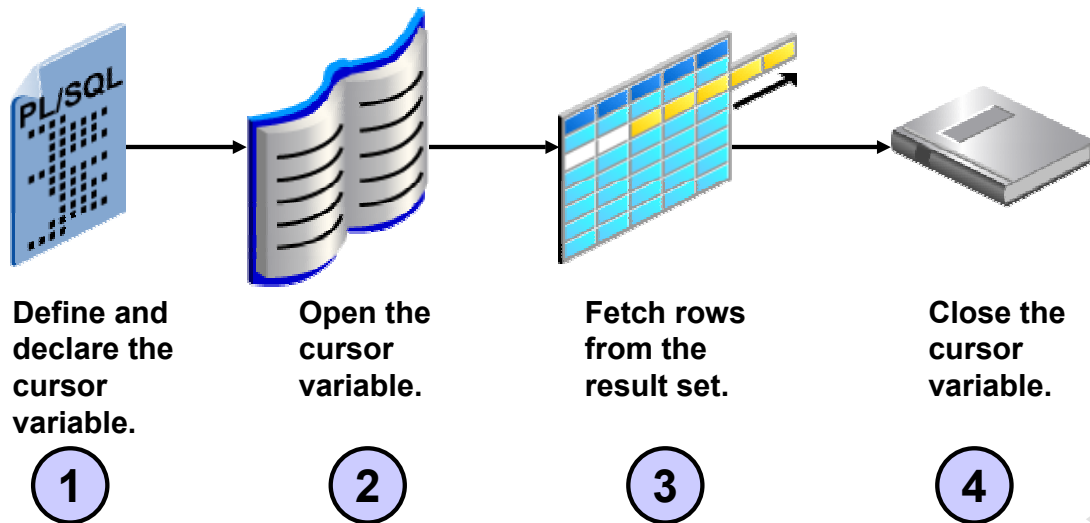 PL/SQL
Define and
declare the
cursor
variable.
Open the
cursor
variable.
Fetch rows
from the
result set.
Close the
cursor
variable.
1
2
3
4